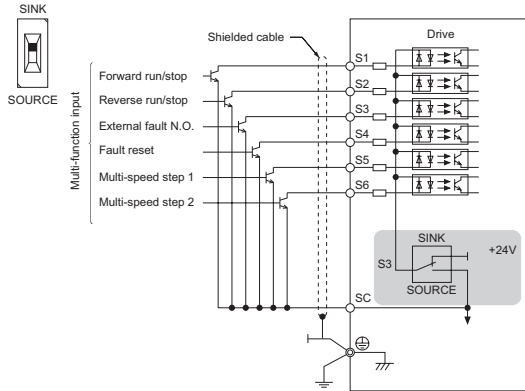 SINK
SOURCE
Multi-function input
Forward run/stop
Reverse run/stop
External fault N.O.
Fault reset
Multi-speed step 1
Multi-speed step 2
Shielded cable
Drive
S1
S2
S3
S4
S5
S6
SINK
+24V
S3
SOURCE
SC